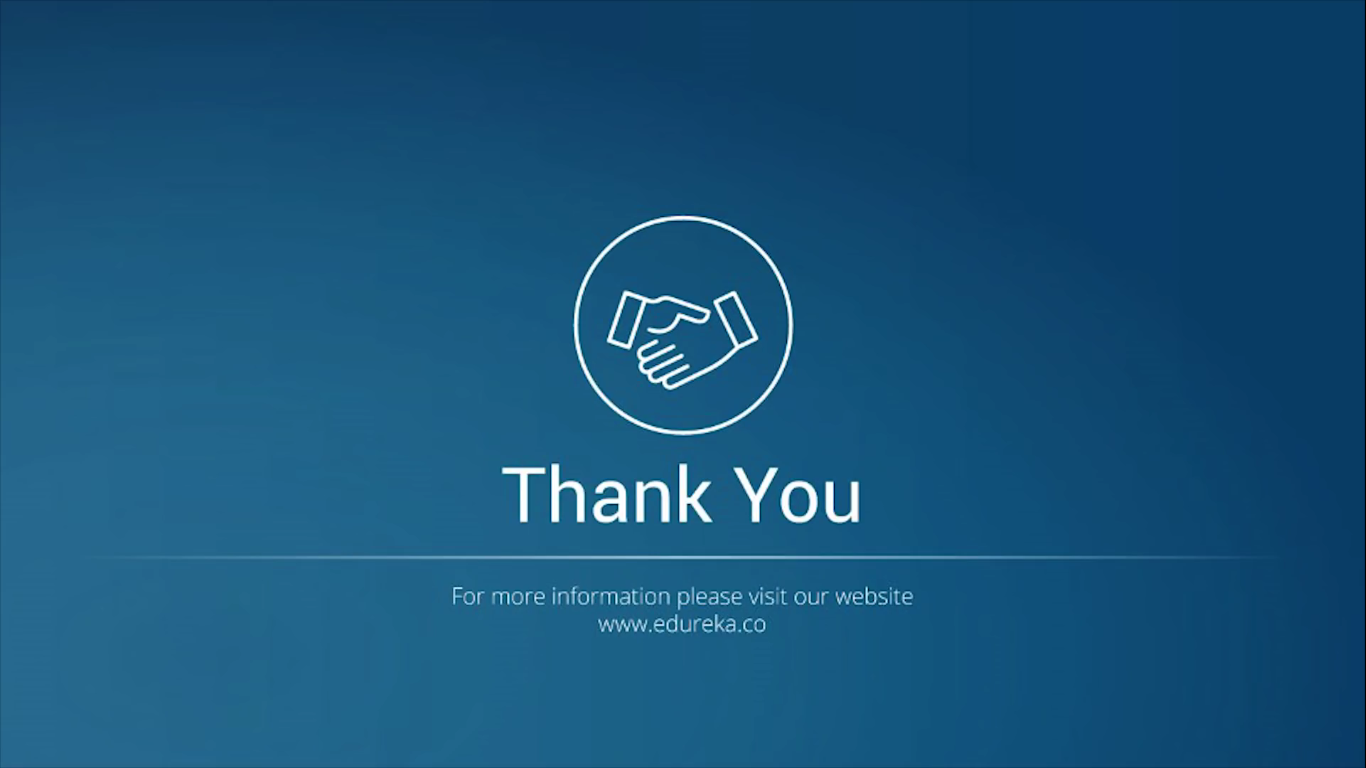 Thank You
For more information please visit our website
www.edureka.co